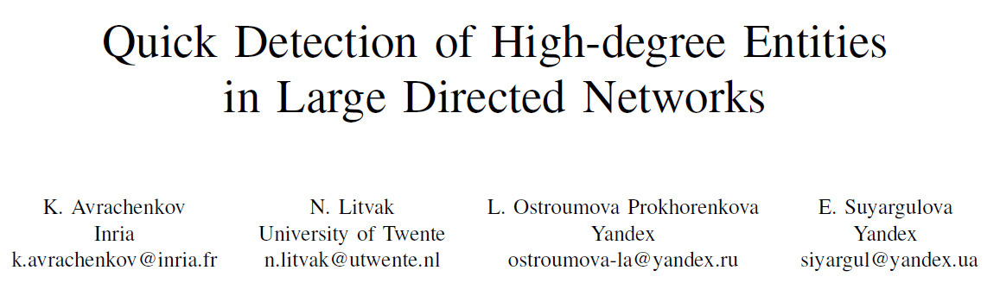 Quick Detection of High-degree Entities
in Large Directed Networks
K. Avrachenkov
Inria
k.avrachenkov@inria.fr
N. Litvak
University of Twente
n.litvak@utwente.nl
L. Ostroumova Prokhorenkova
Yandex
ostroumova-la@yandex.ru
E. Suyargulova
Yandex
siyargul@yandex.ua